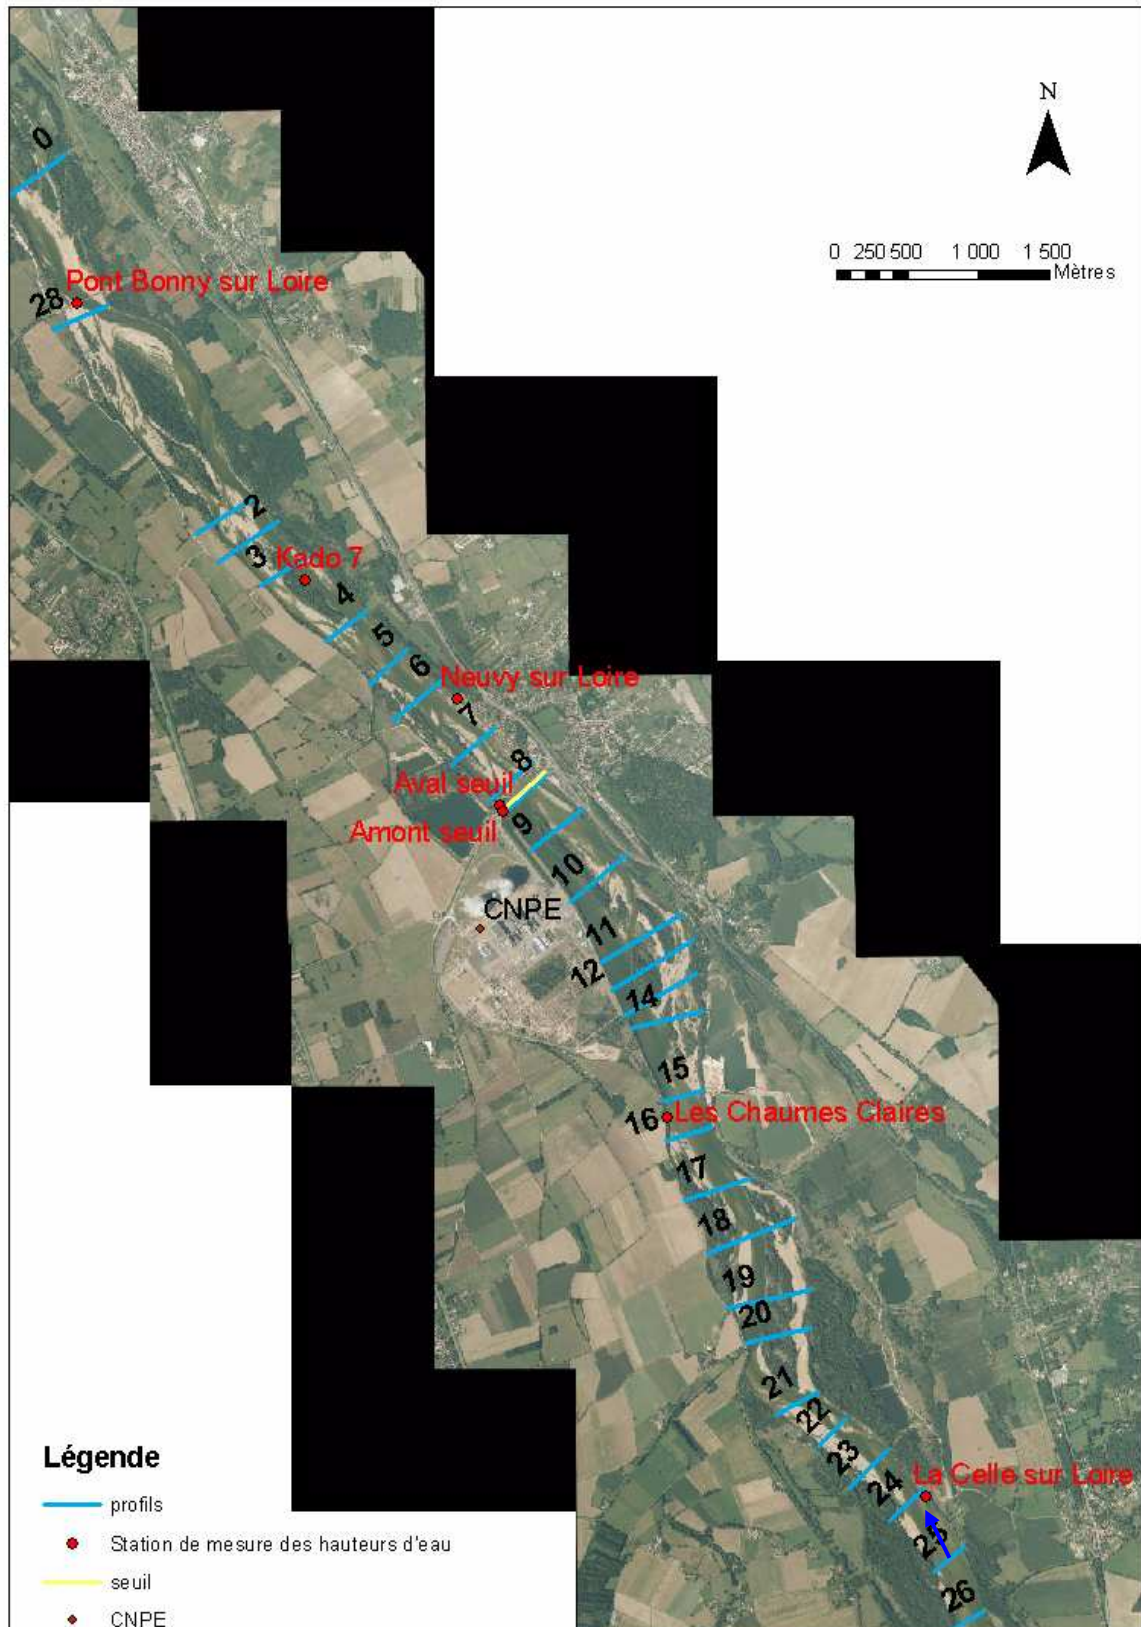 0
N
0 250 500 1 000 1 500
Mètres
Pont Bonny sur Loire
28
2
3
Kado 7
4
5
6
Neuvy sur Loire
7
8
Aval seuil
Amont seuil
9
10
CNPE
11
12
14
15
16
Les Chaumes Claires
17
18
19
20
21
22
23
24
La Celle sur Loire
25
26
Légende
profils
Station de mesure des hauteurs d'eau
seuil
CNPE